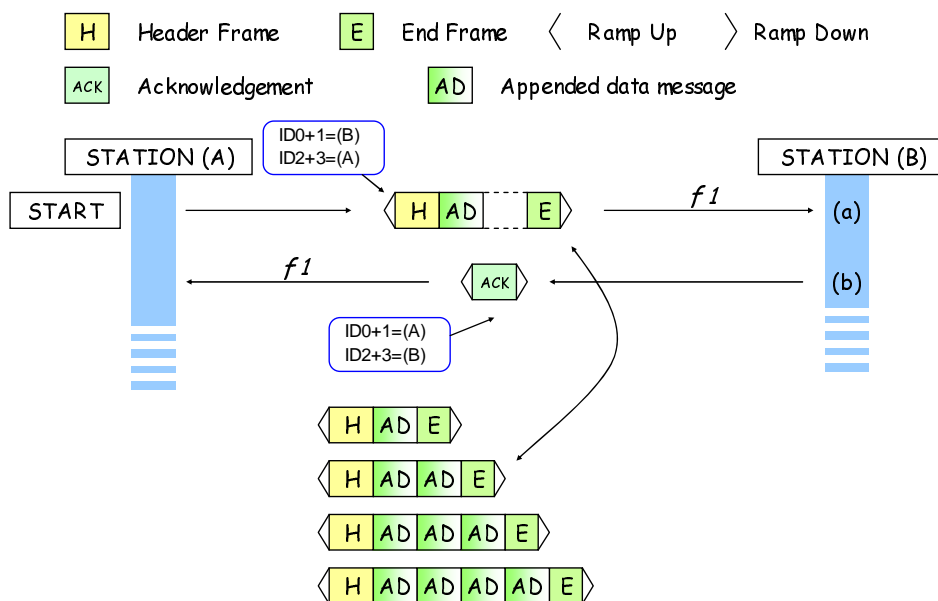 H Header Frame E End Frame Ramp Up Ramp Down
ACK Acknowledgement AD Appended data message
ID0+1=(B)
ID2+3=(A)
STATION (A) STATION (B)
START H AD E f1 (a)
f1 ACK (b)
ID0+1=(A)
ID2+3=(B)
H AD E
H AD AD E
H AD AD AD E
H AD AD AD AD E